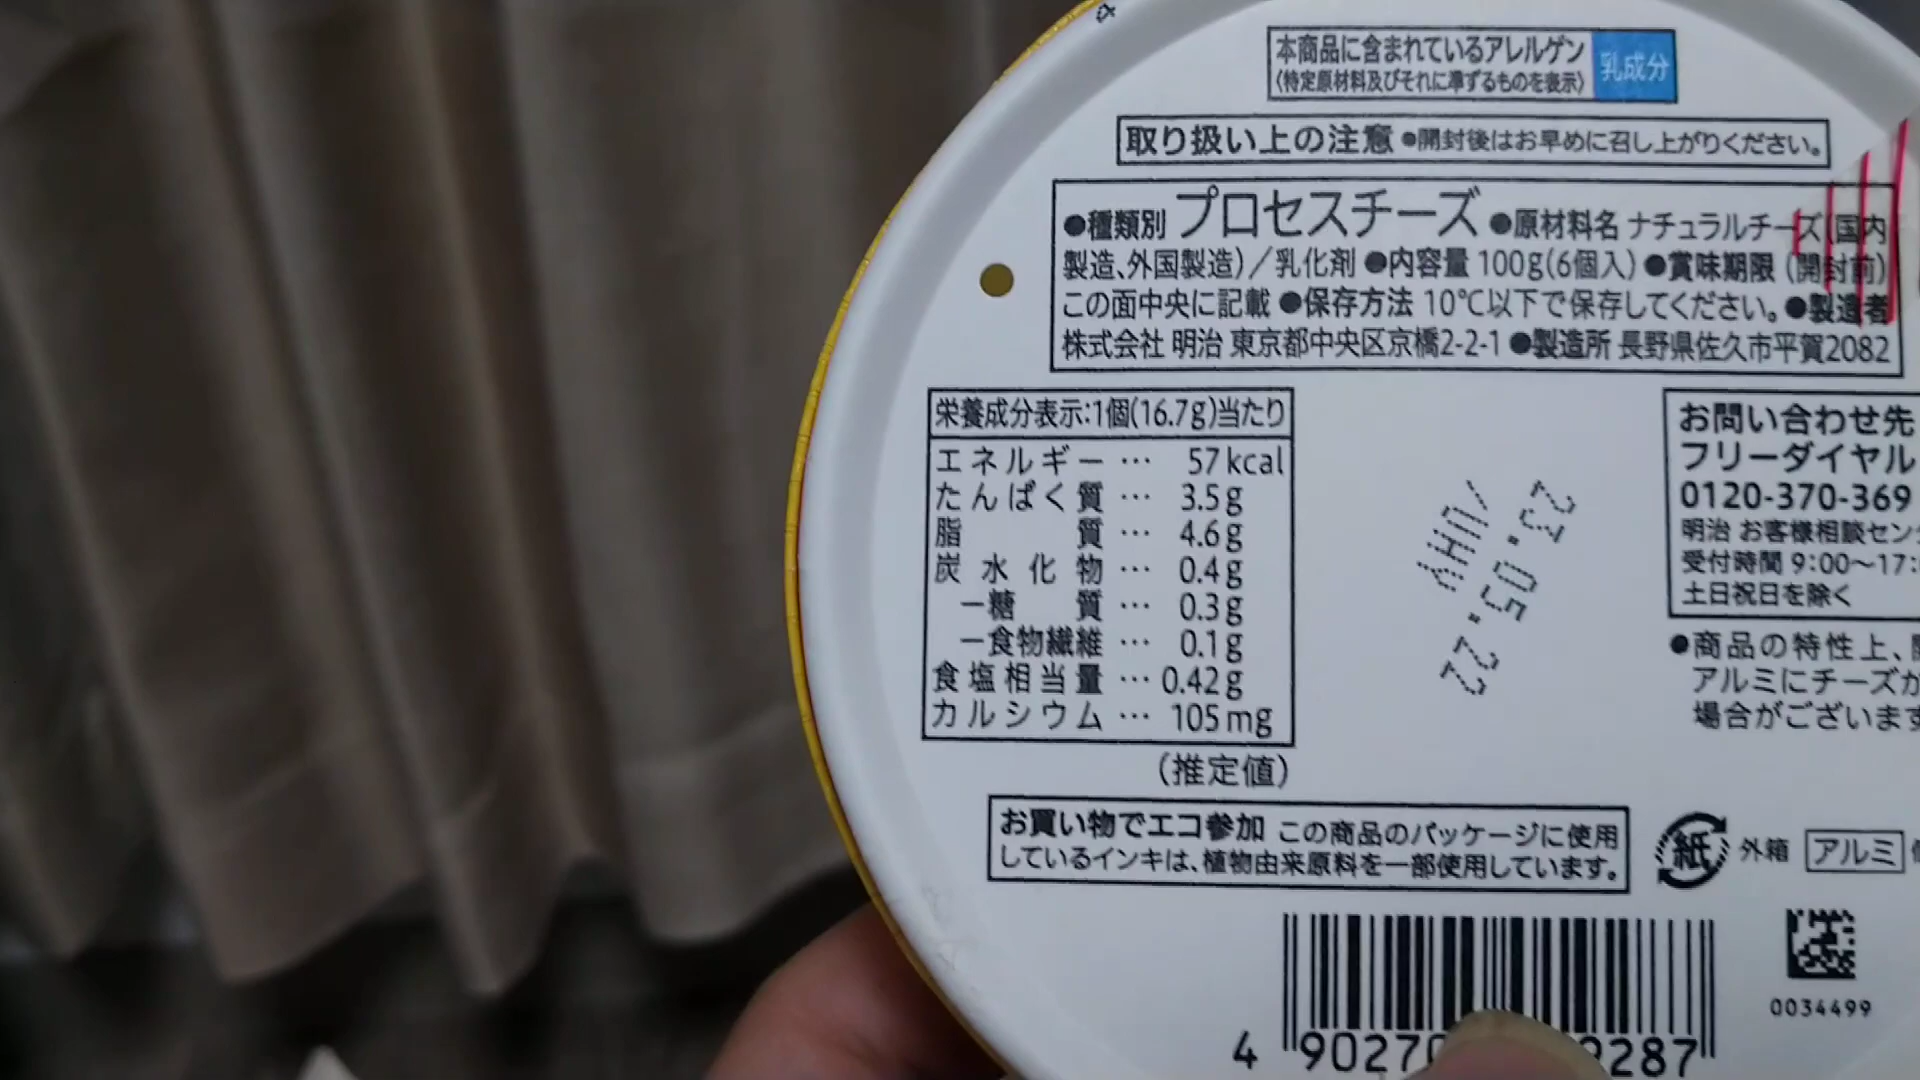 本商品に含まれているアレルゲン
(特定原材料及びそれに準ずるものを表示)
乳成分
取り扱い上の注意 ●開封後はお早めに召し上がりください。
●種類別 プロセスチーズ ●原材料名 ナチュラルチーズ(国内
製造、外国製造)/乳化剤 ●内容量 100g(6個入) ●賞味期限 (開封前)
この面中央に記載 ●保存方法 10℃以下で保存してください。●製造者
株式会社 明治 東京都中央区京橋2-2-1 ●製造所 長野県佐久市平賀2082
栄養成分表示:1個(16.7g)当たり
エネルギー … 57kcal
たんぱく質 … 3.5g
脂質 … 4.6g
炭水化物 … 0.4g
ー糖質 … 0.3g
ー食物繊維 … 0.1g
食塩相当量 … 0.42g
カルシウム … 105mg
(推定値)
23.05.22
/UHY
お問い合わせ先
フリーダイヤル
0120-370-369
明治 お客様相談セン
受付時間 9:00~17:
土日祝日を除く
●商品の特性上、
アルミにチーズが
場合がございます
お買い物でエコ参加 この商品のパッケージに使用
しているインキは、植物由来原料を一部使用しています。
紙 外箱 アルミ
0034499
4 90270 287